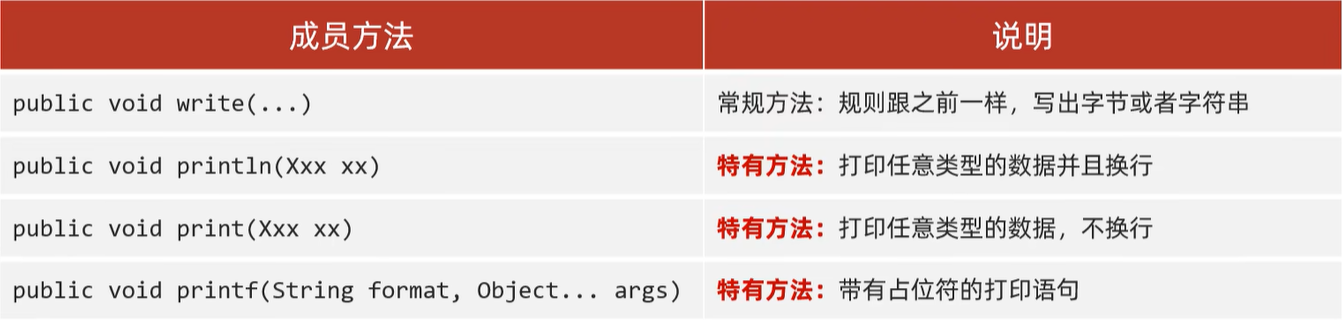 成员方法 说明
public void write(...) 常规方法：规则跟之前一样，写出字节或者字符串
public void println(Xxx xx) 特有方法：打印任意类型的数据并且换行
public void print(Xxx xx) 特有方法：打印任意类型的数据，不换行
public void printf(String format, Object... args) 特有方法：带有占位符的打印语句